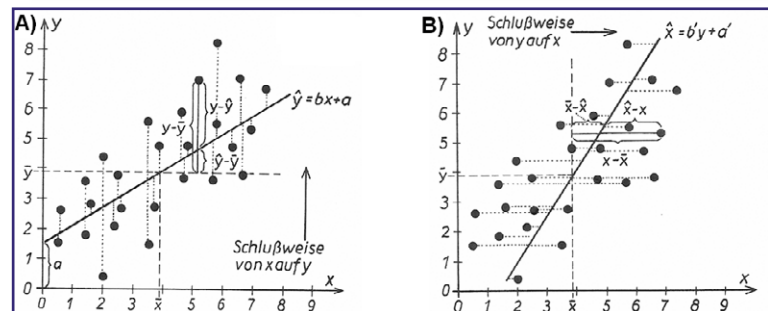 A)
y
8
7
6
5
4
ȳ
3
2
1
0
a
0 1 2 3 x̄ 4 5 6 7 8 9
x
ŷ=bx+a
y-ŷ
y-ȳ
ŷ-ȳ
Schlußweise
von x auf y
B)
Schlußweise
von y auf x
x̂=b'y+a'
y
8
7
6
5
4
ȳ
3
2
1
0
x̄-x̂
x̂-x
x-x̄
0 1 2 3 x̄ 4 5 6 7 8 9
x